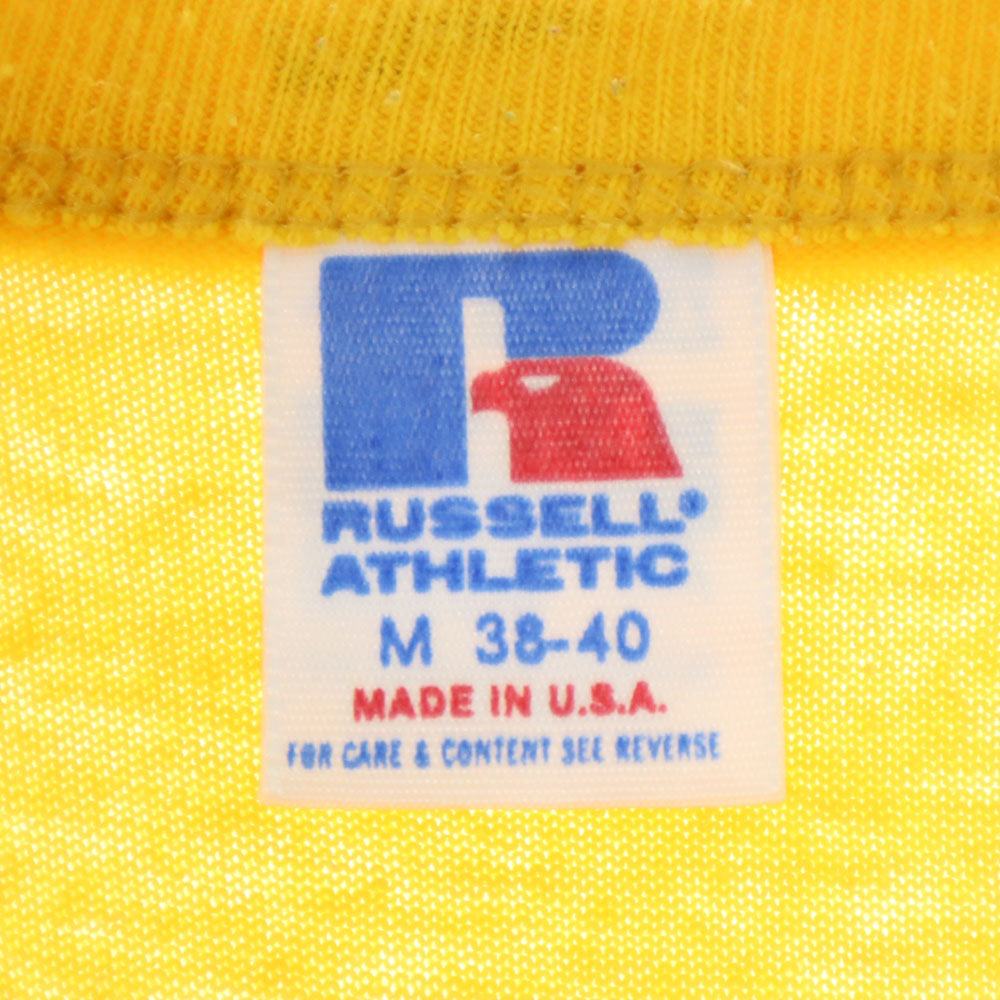 R
RUSSELL®
ATHLETIC
M 38-40
MADE IN U.S.A.
FOR CARE & CONTENT SEE REVERSE